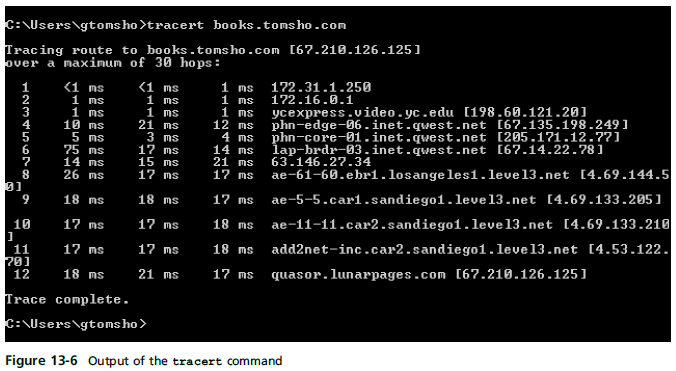 C:\Users\gtomsho>tracert books.tomsho.com
Tracing route to books.tomsho.com [67.210.126.125]
over a maximum of 30 hops:
1 <1 ms <1 ms 1 ms 172.31.1.250
2 1 ms 1 ms 1 ms 172.16.0.1
3 1 ms 1 ms 1 ms ycexpress.video.yc.edu [198.60.121.20]
4 10 ms 21 ms 12 ms phn-edge-06.inet.qwest.net [67.135.198.249]
5 5 ms 3 ms 4 ms phn-core-01.inet.qwest.net [205.171.12.77]
6 75 ms 17 ms 14 ms lap-brdr-03.inet.qwest.net [67.14.22.78]
7 14 ms 15 ms 21 ms 63.146.27.34
8 26 ms 17 ms 17 ms ae-61-60.ebr1.losangeles1.level3.net [4.69.144.5
0]
9 18 ms 18 ms 17 ms ae-5-5.car1.sandiego1.level3.net [4.69.133.205]
10 17 ms 17 ms 18 ms ae-11-11.car2.sandiego1.level3.net [4.69.133.210
]
11 17 ms 17 ms 18 ms add2net-inc.car2.sandiego1.level3.net [4.53.122.
70]
12 18 ms 21 ms 17 ms quasor.lunarpages.com [67.210.126.125]
Trace complete.
C:\Users\gtomsho>
Figure 13-6 Output of the tracert command